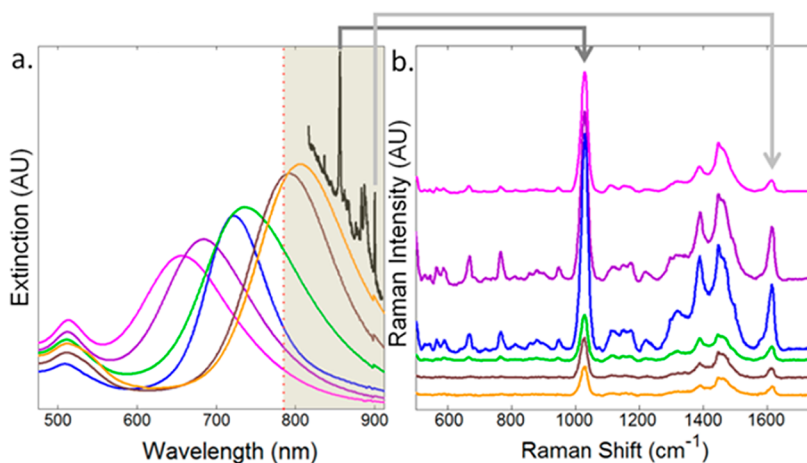 a.
Extinction (AU)
500 600 700 800 900
Wavelength (nm)
b.
Raman Intensity (AU)
600 800 1000 1200 1400 1600
Raman Shift (cm⁻¹)